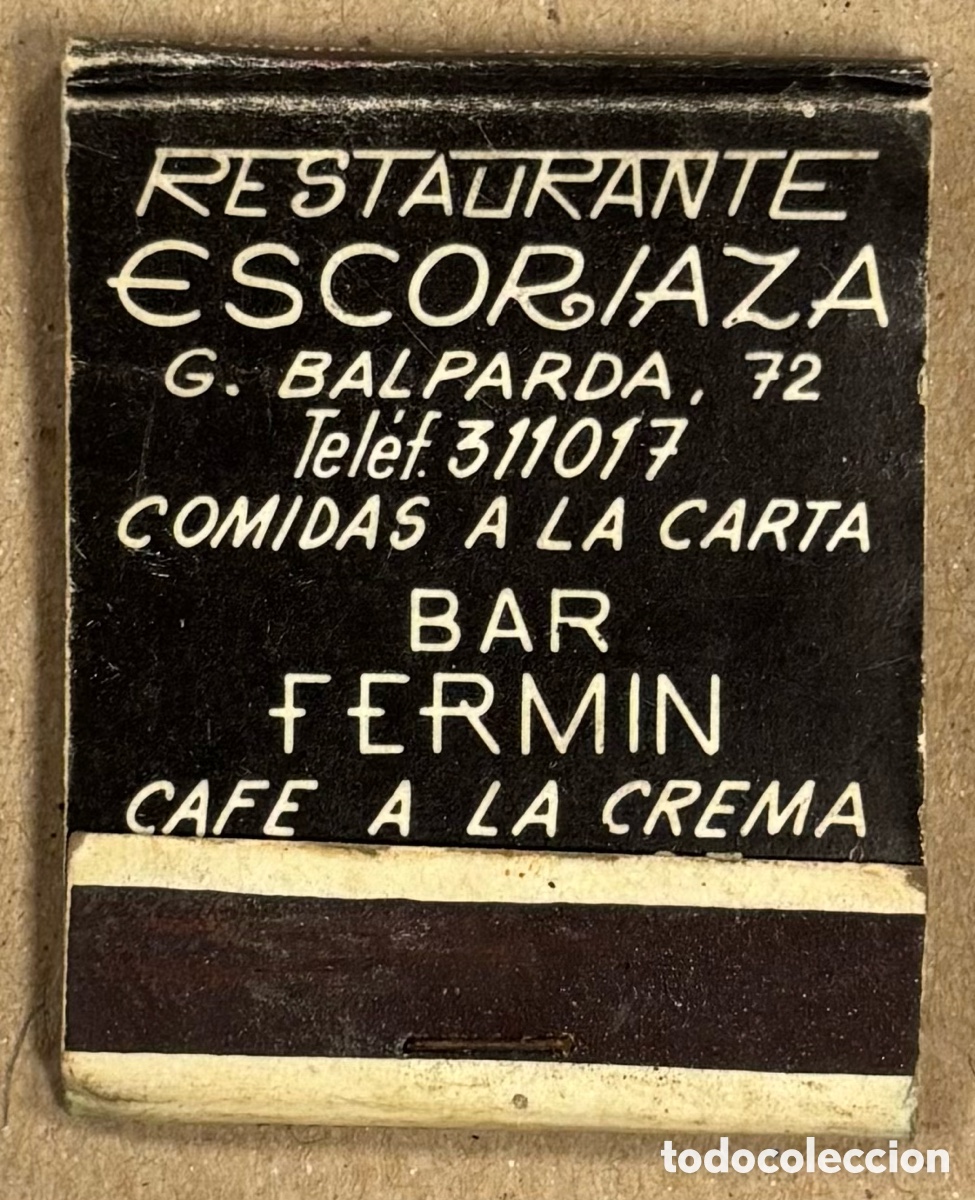 RESTAURANTE
ESCORIAZA
G. BALPARDA, 72
Teléf. 311017
COMIDAS A LA CARTA
BAR
FERMIN
CAFE A LA CREMA
todocoleccion